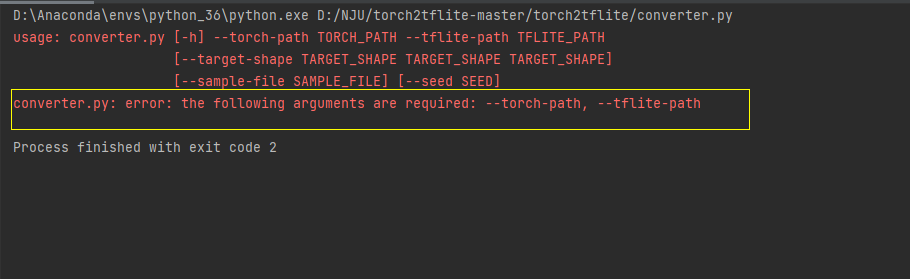 D:\Anaconda\envs\python_36\python.exe D:/NJU/torch2tflite-master/torch2tflite/converter.py
usage: converter.py [-h] --torch-path TORCH_PATH --tflite-path TFLITE_PATH
[--target-shape TARGET_SHAPE TARGET_SHAPE TARGET_SHAPE]
[--sample-file SAMPLE_FILE] [--seed SEED]
converter.py: error: the following arguments are required: --torch-path, --tflite-path
Process finished with exit code 2